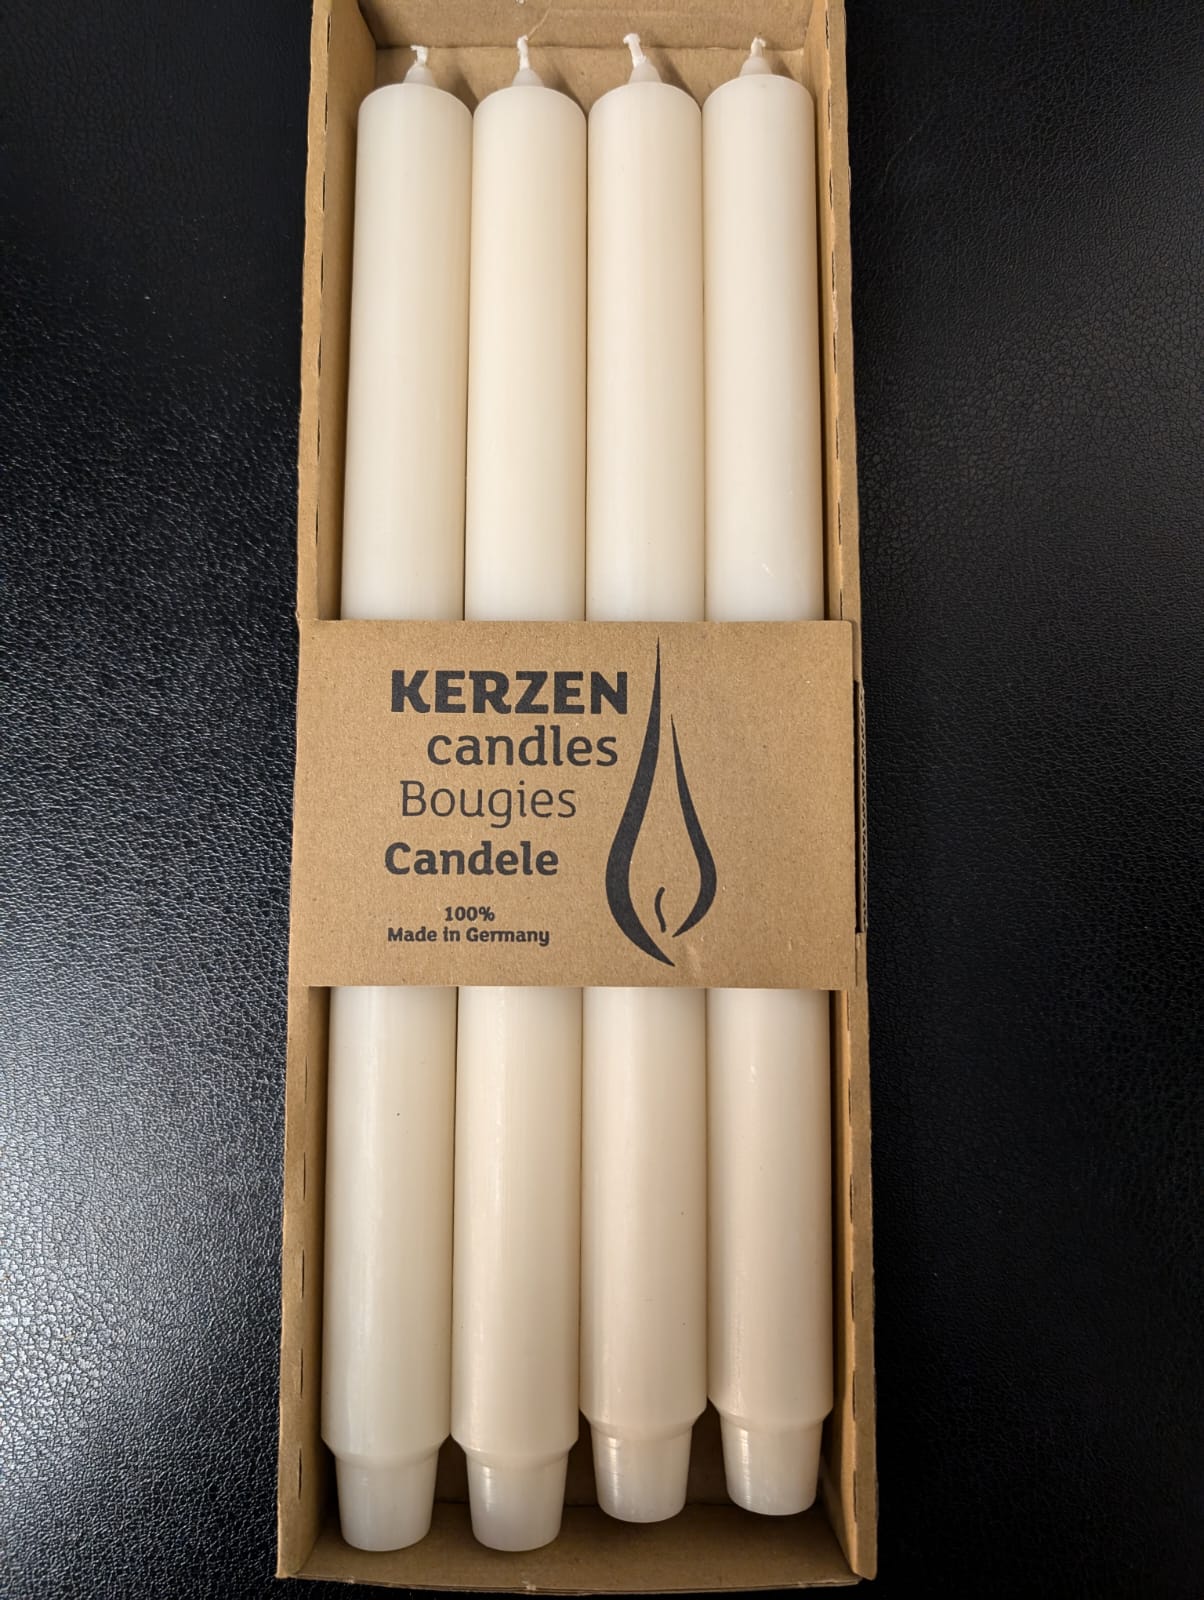 KERZEN
candles
Bougies
Candele
100%
Made in Germany